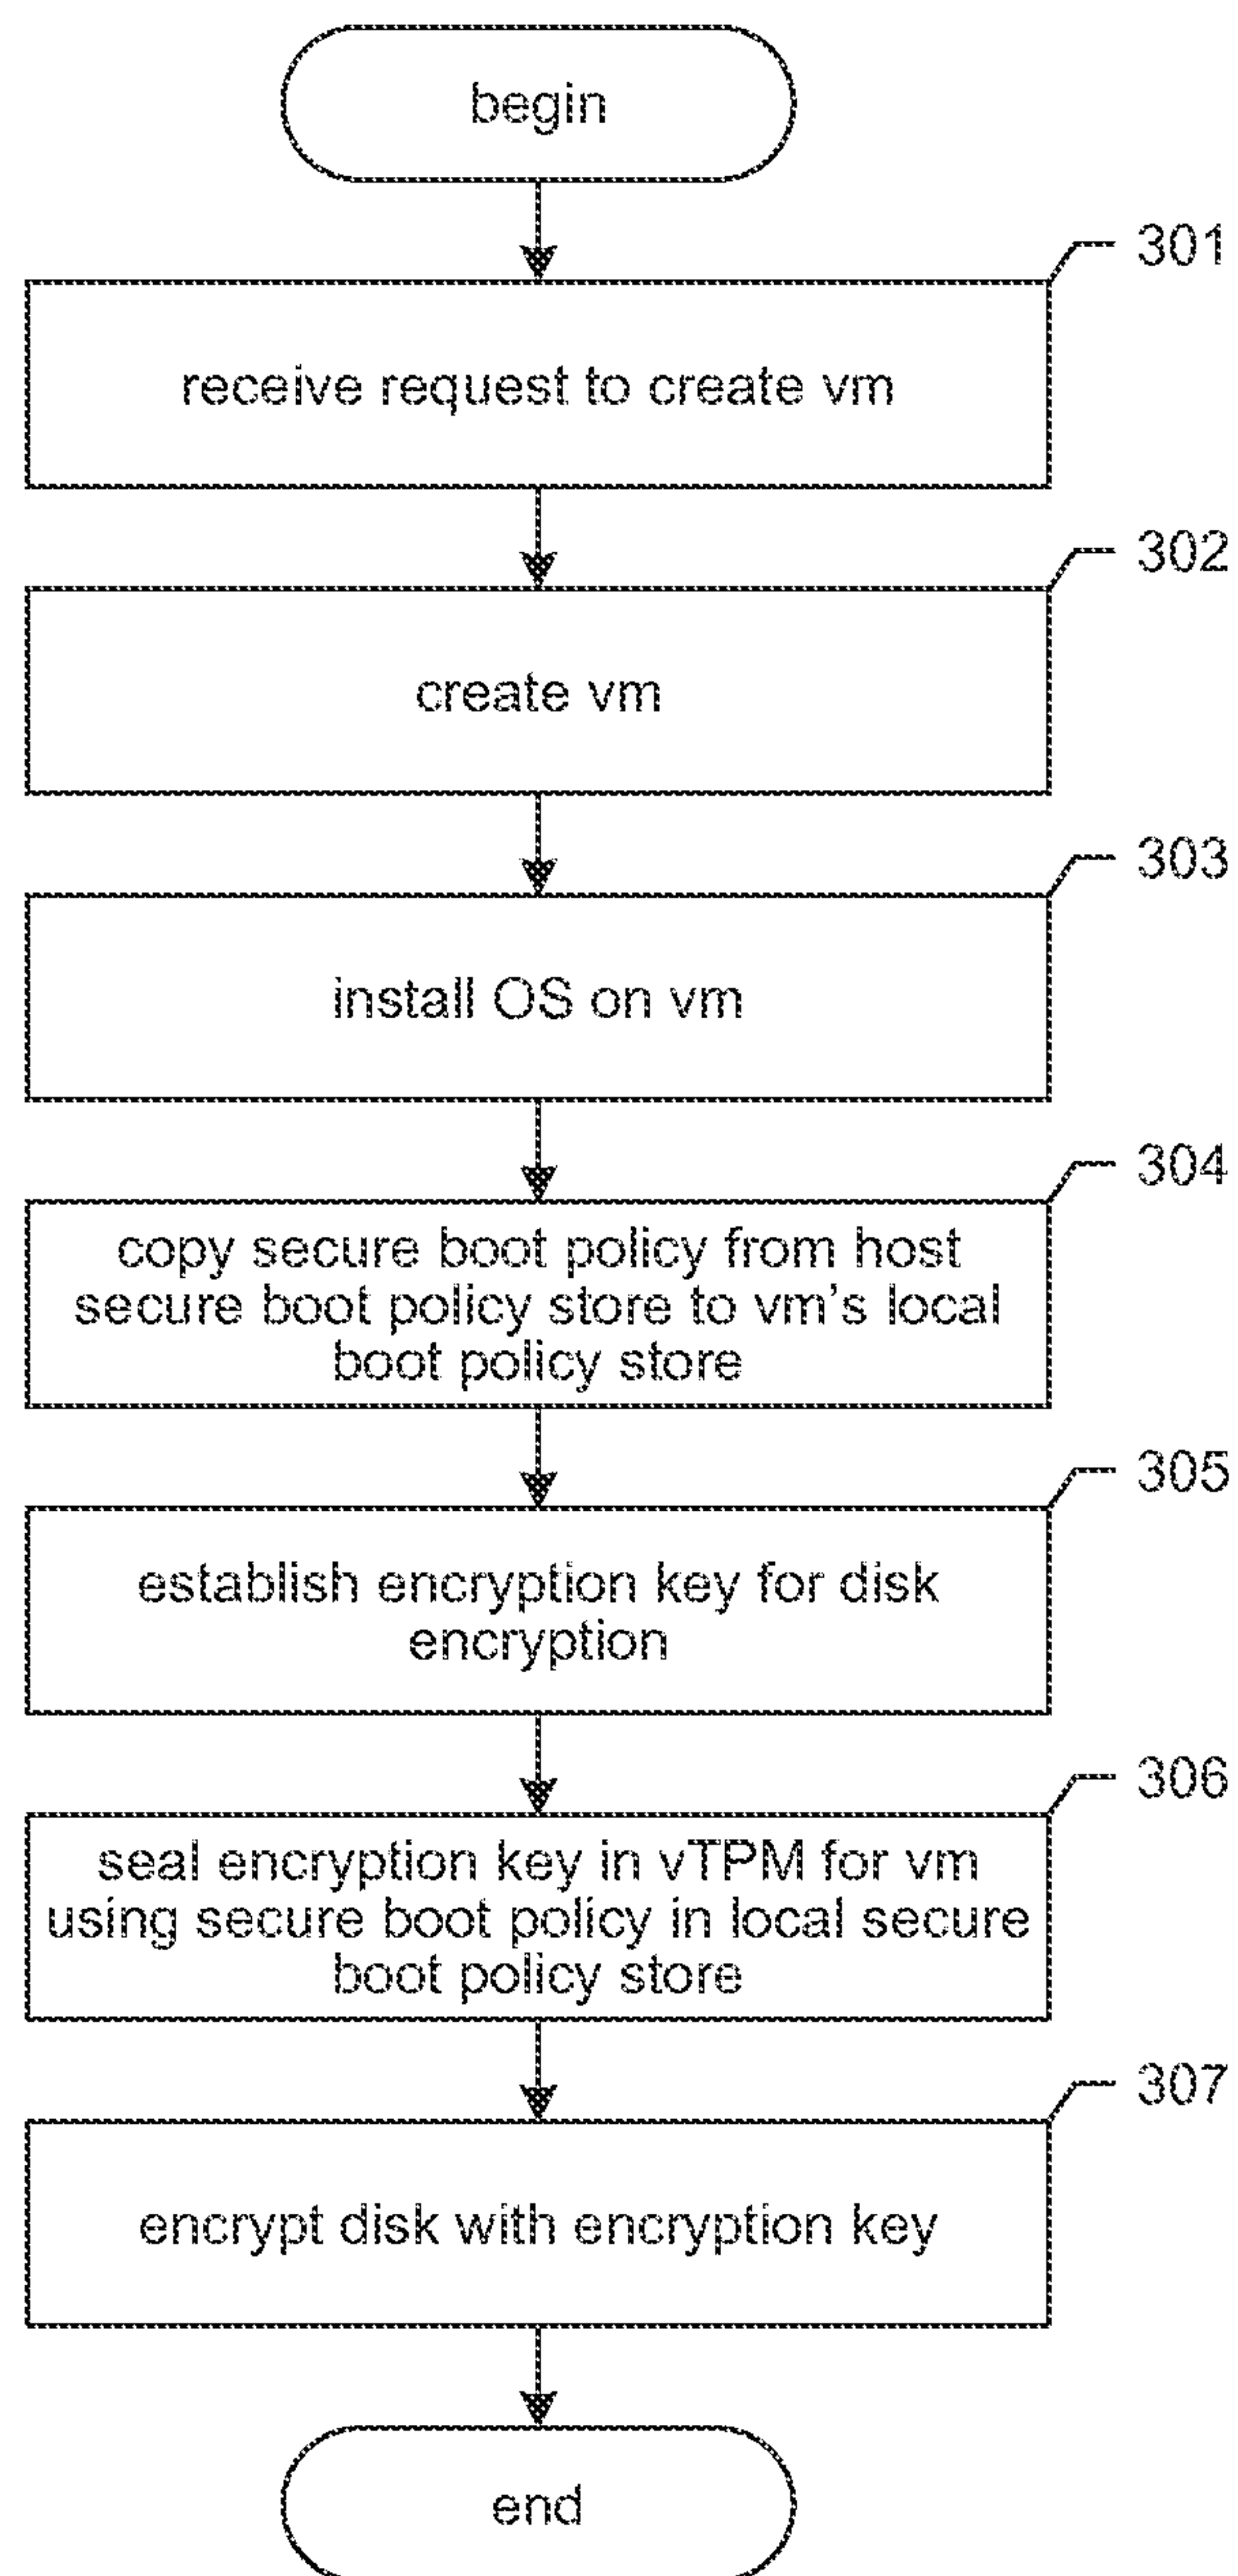 begin
301
receive request to create vm
302
create vm
303
install OS on vm
304
copy secure boot policy from host
secure boot policy store to vm's local
boot policy store
305
establish encryption key for disk
encryption
306
seal encryption key in vTPM for vm
using secure boot policy in local secure
boot policy store
307
encrypt disk with encryption key
end